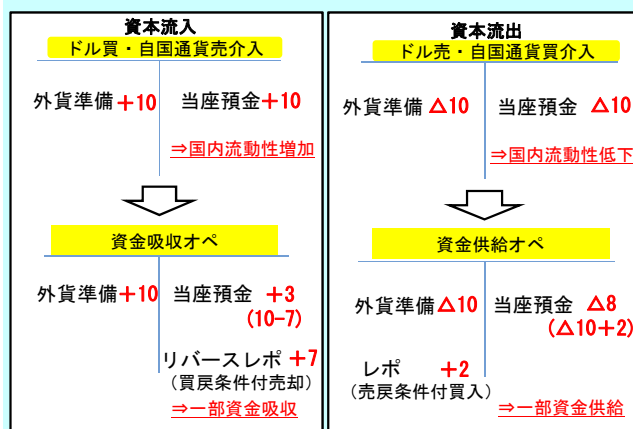 資本流入
ドル買・自国通貨売介入
外貨準備+10 当座預金+10
⇒国内流動性増加
資金吸収オペ
外貨準備+10 当座預金 +3
(10-7)
リバースレポ+7
(買戻条件付売却)
⇒一部資金吸収
資本流出
ドル売・自国通貨買介入
外貨準備 △10 当座預金 △10
⇒国内流動性低下
資金供給オペ
外貨準備△10 当座預金 △8
(△10+2)
レポ +2
(売戻条件付買入)
⇒一部資金供給